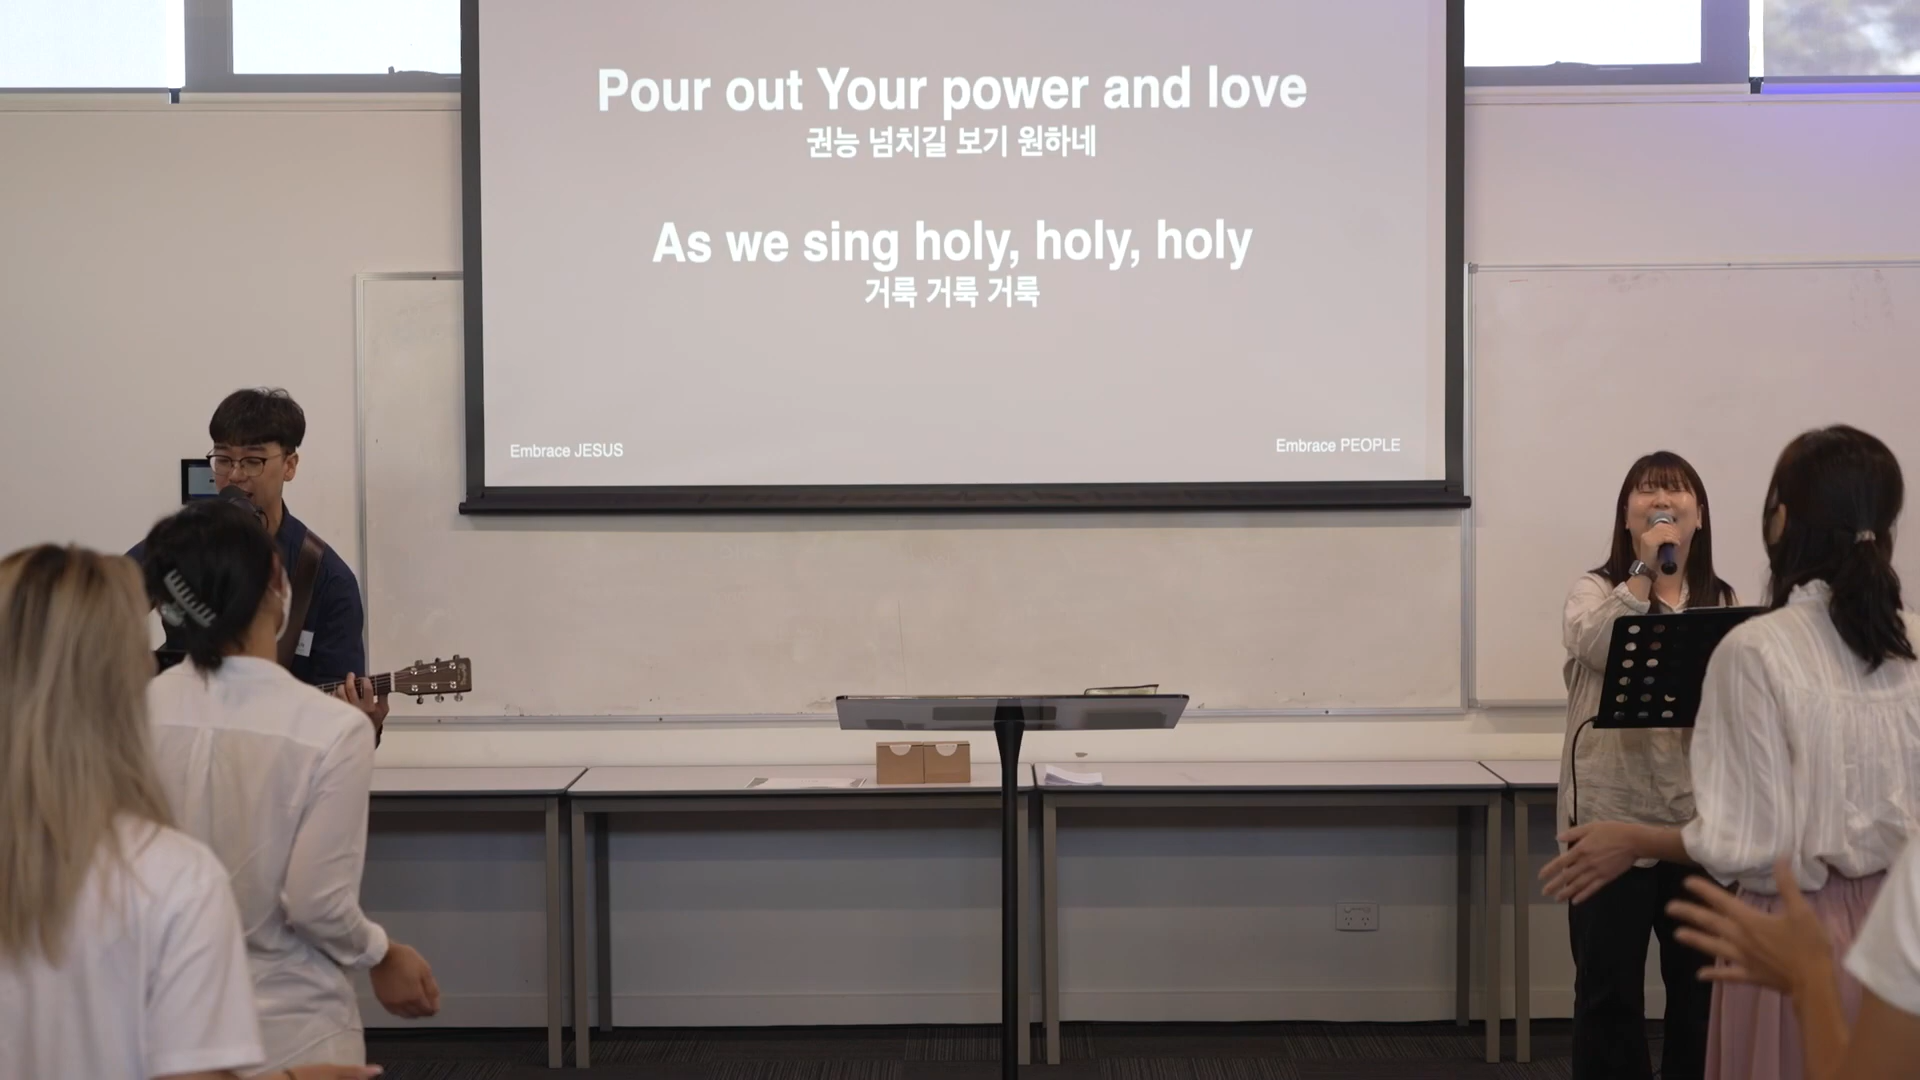 Pour out Your power and love
권능 넘치길 보기 원하네
As we sing holy, holy, holy
거룩 거룩 거룩
Embrace JESUS
Embrace PEOPLE